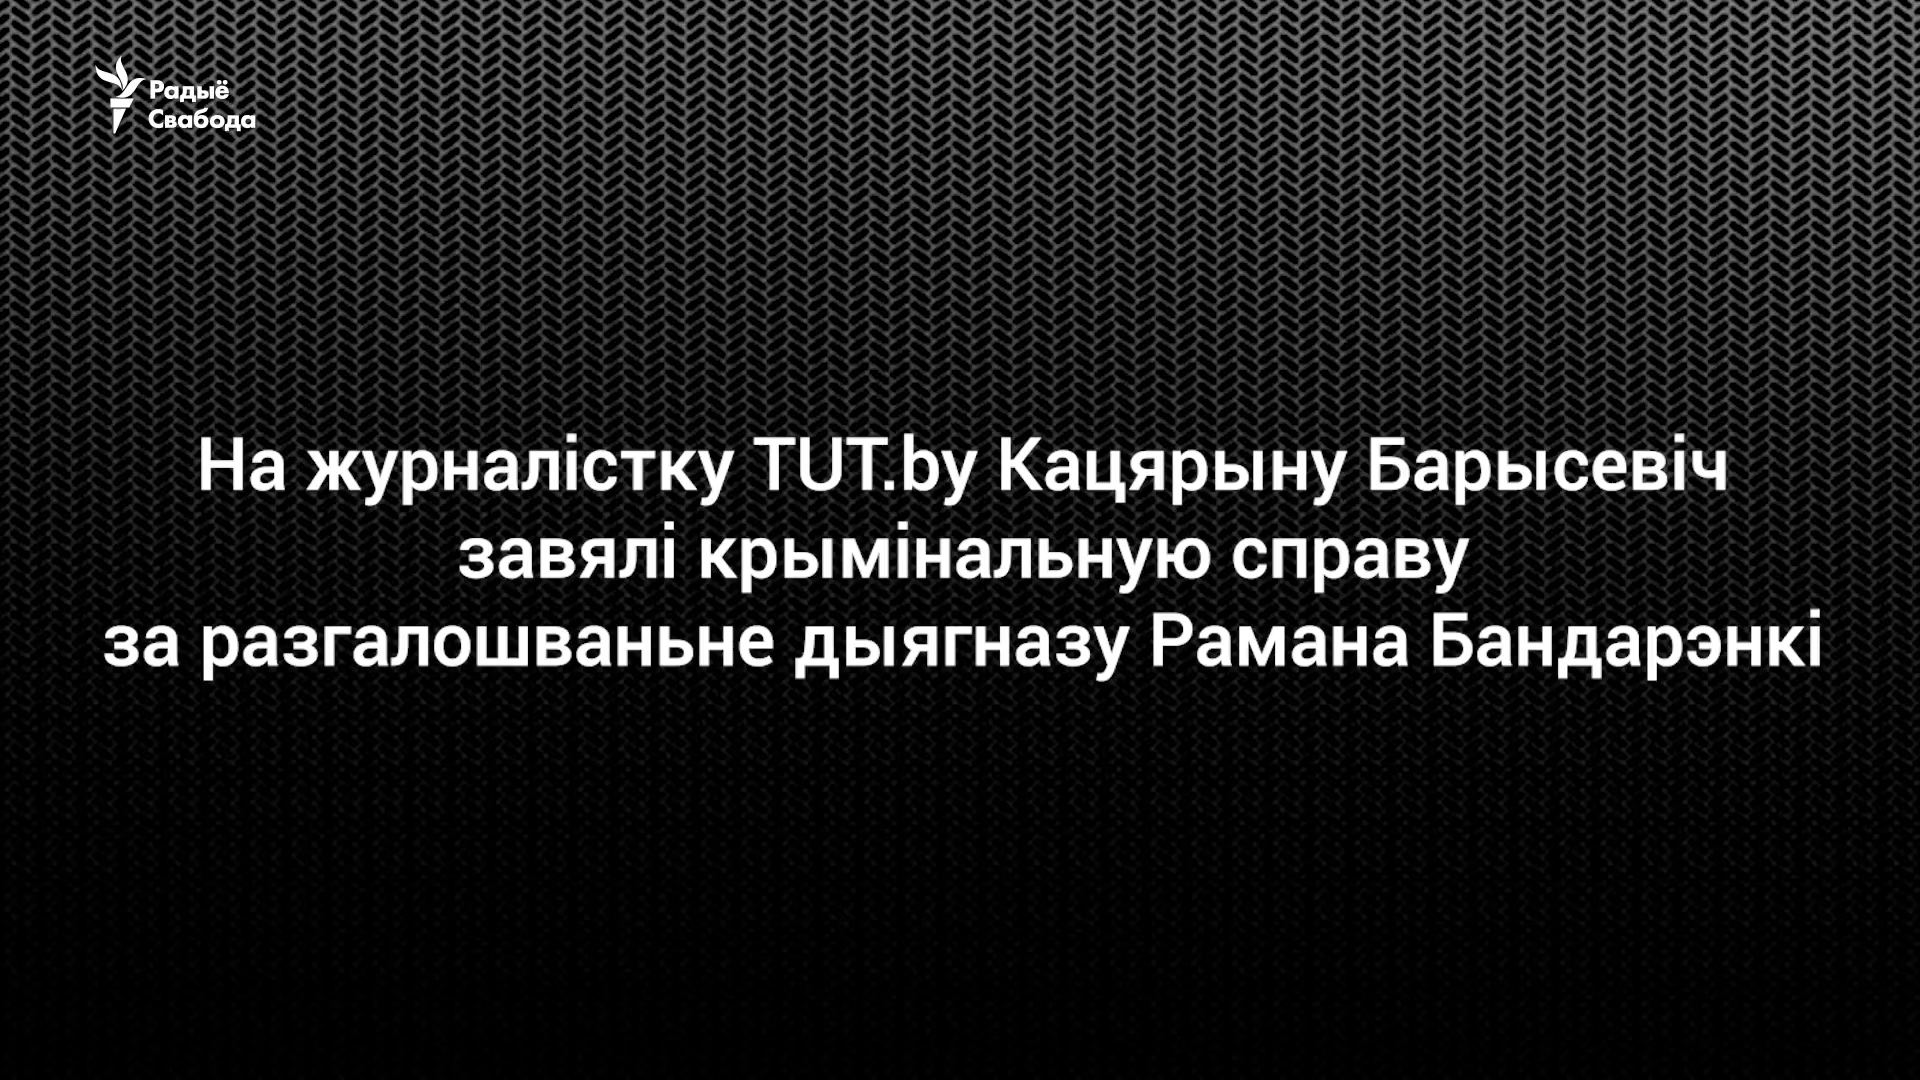 Радыё
Свабода
На журналістку TUT.by Кацярыну Барысевіч
завялі крымінальную справу
за разгалошваньне дыягназу Рамана Бандарэнкі